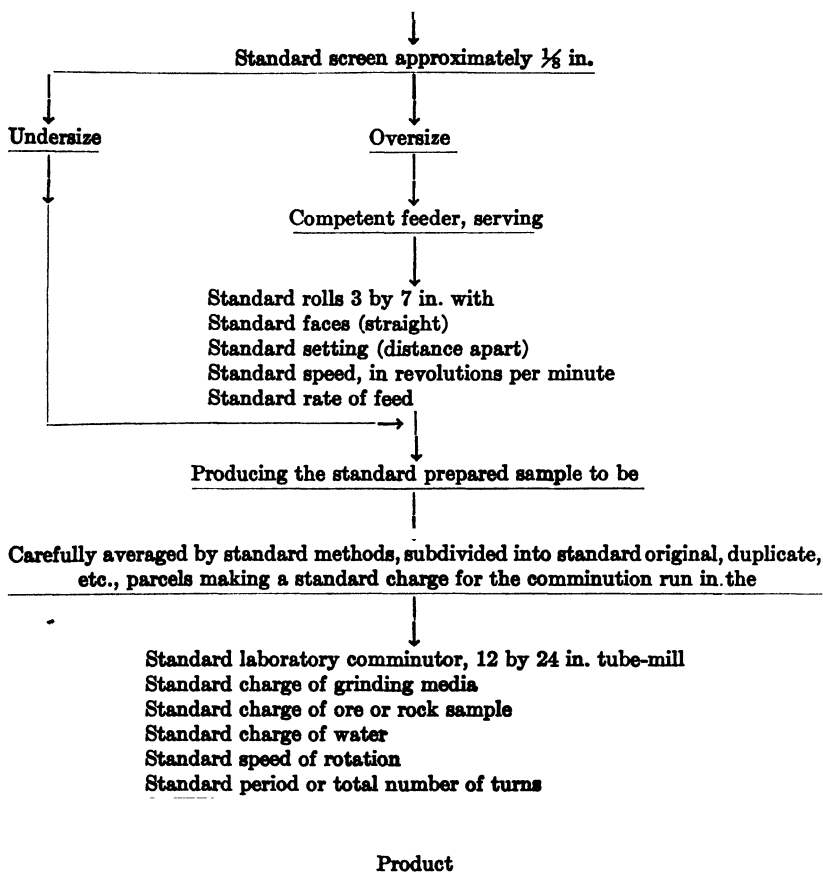 Standard screen approximately ⅛ in.
Undersize
Oversize
Competent feeder, serving
Standard rolls 3 by 7 in. with
Standard faces (straight)
Standard setting (distance apart)
Standard speed, in revolutions per minute
Standard rate of feed
Producing the standard prepared sample to be
Carefully averaged by standard methods, subdivided into standard original, duplicate,
etc., parcels making a standard charge for the comminution run in the
Standard laboratory comminutor, 12 by 24 in. tube-mill
Standard charge of grinding media
Standard charge of ore or rock sample
Standard charge of water
Standard speed of rotation
Standard period or total number of turns
Product